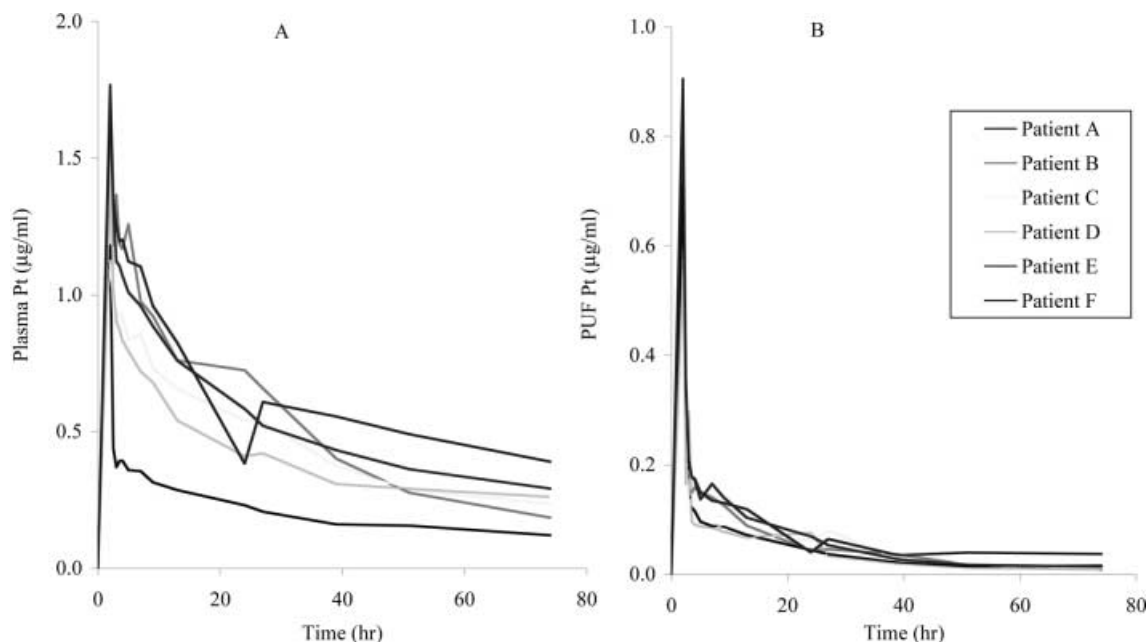 A
2.0
1.5
1.0
0.5
0.0
0 20 40 60 80
Plasma Pt (µg/ml)
Time (hr)
B
1.0
0.8
0.6
0.4
0.2
0.0
0 20 40 60 80
PUF Pt (µg/ml)
Time (hr)
Patient A
Patient B
Patient C
Patient D
Patient E
Patient F